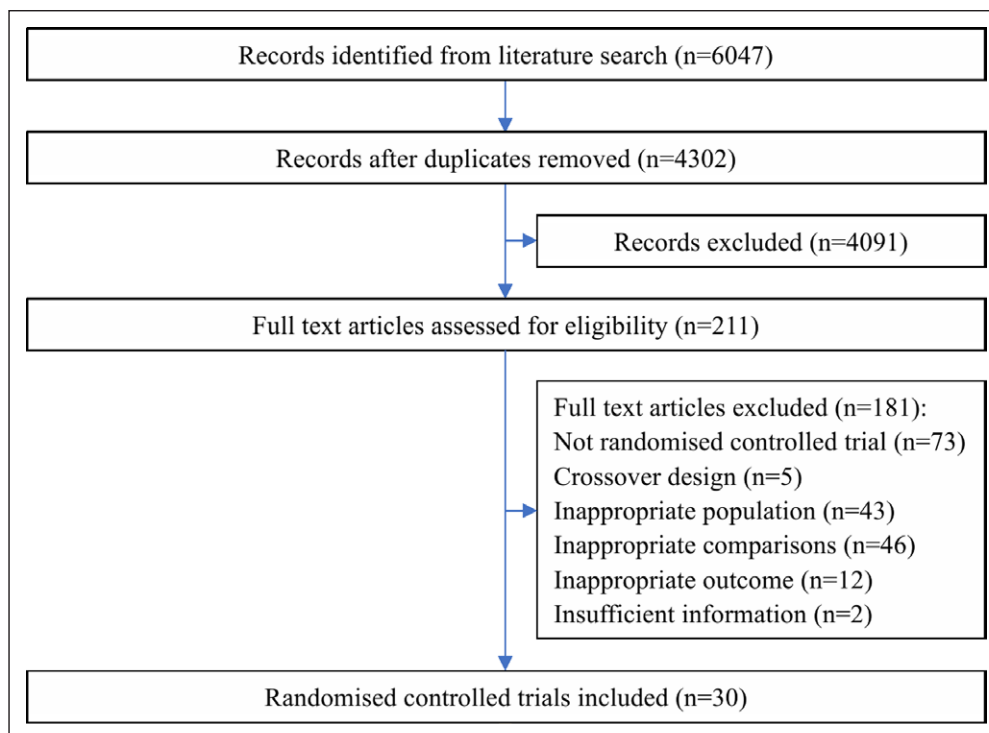 Records identified from literature search (n=6047)
Records after duplicates removed (n=4302)
Records excluded (n=4091)
Full text articles assessed for eligibility (n=211)
Full text articles excluded (n=181):
Not randomised controlled trial (n=73)
Crossover design (n=5)
Inappropriate population (n=43)
Inappropriate comparisons (n=46)
Inappropriate outcome (n=12)
Insufficient information (n=2)
Randomised controlled trials included (n=30)